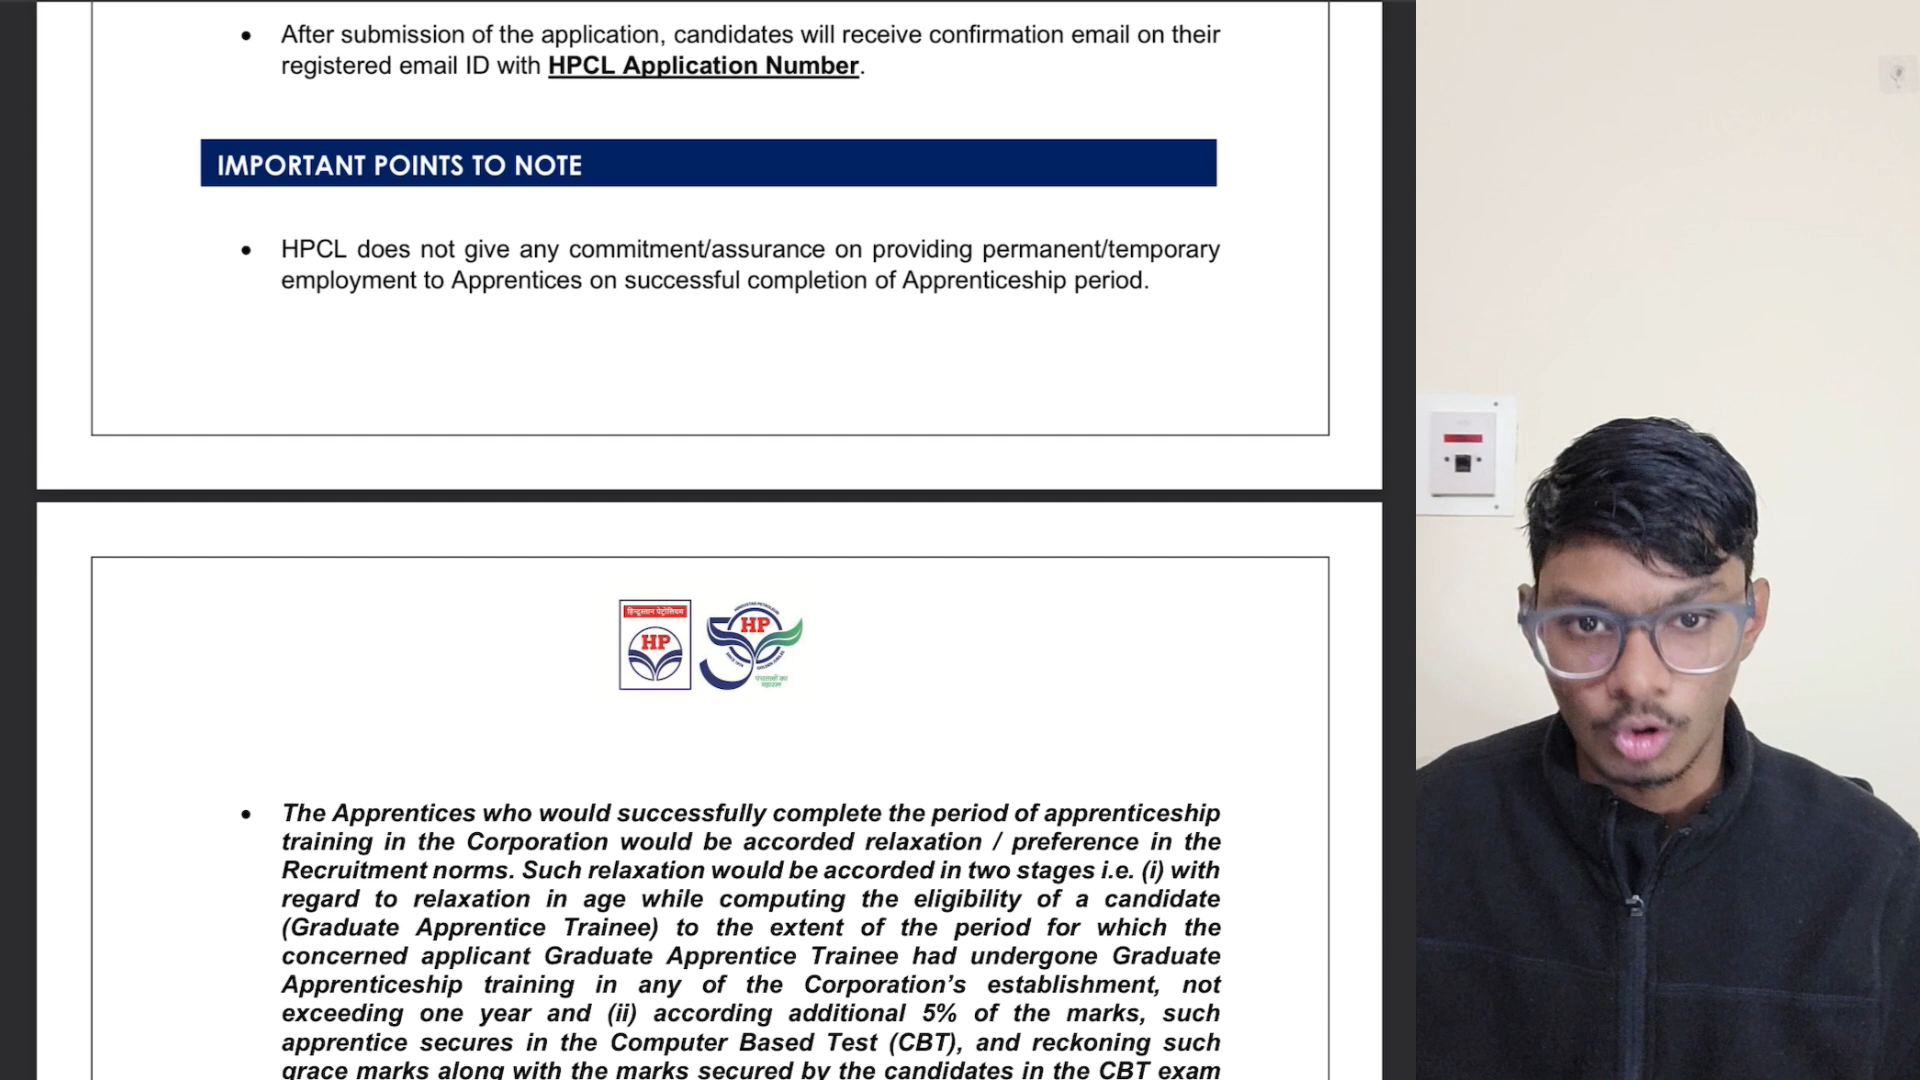 • After submission of the application, candidates will receive confirmation email on their
registered email ID with HPCL Application Number.
IMPORTANT POINTS TO NOTE
• HPCL does not give any commitment/assurance on providing permanent/temporary
employment to Apprentices on successful completion of Apprenticeship period.
हिन्दुस्तान पेट्रोलियम
HP
HP
• The Apprentices who would successfully complete the period of apprenticeship
training in the Corporation would be accorded relaxation / preference in the
Recruitment norms. Such relaxation would be accorded in two stages i.e. (i) with
regard to relaxation in age while computing the eligibility of a candidate
(Graduate Apprentice Trainee) to the extent of the period for which the
concerned applicant Graduate Apprentice Trainee had undergone Graduate
Apprenticeship training in any of the Corporation’s establishment, not
exceeding one year and (ii) according additional 5% of the marks, such
apprentice secures in the Computer Based Test (CBT), and reckoning such
grace marks along with the marks secured by the candidates in the CBT exam